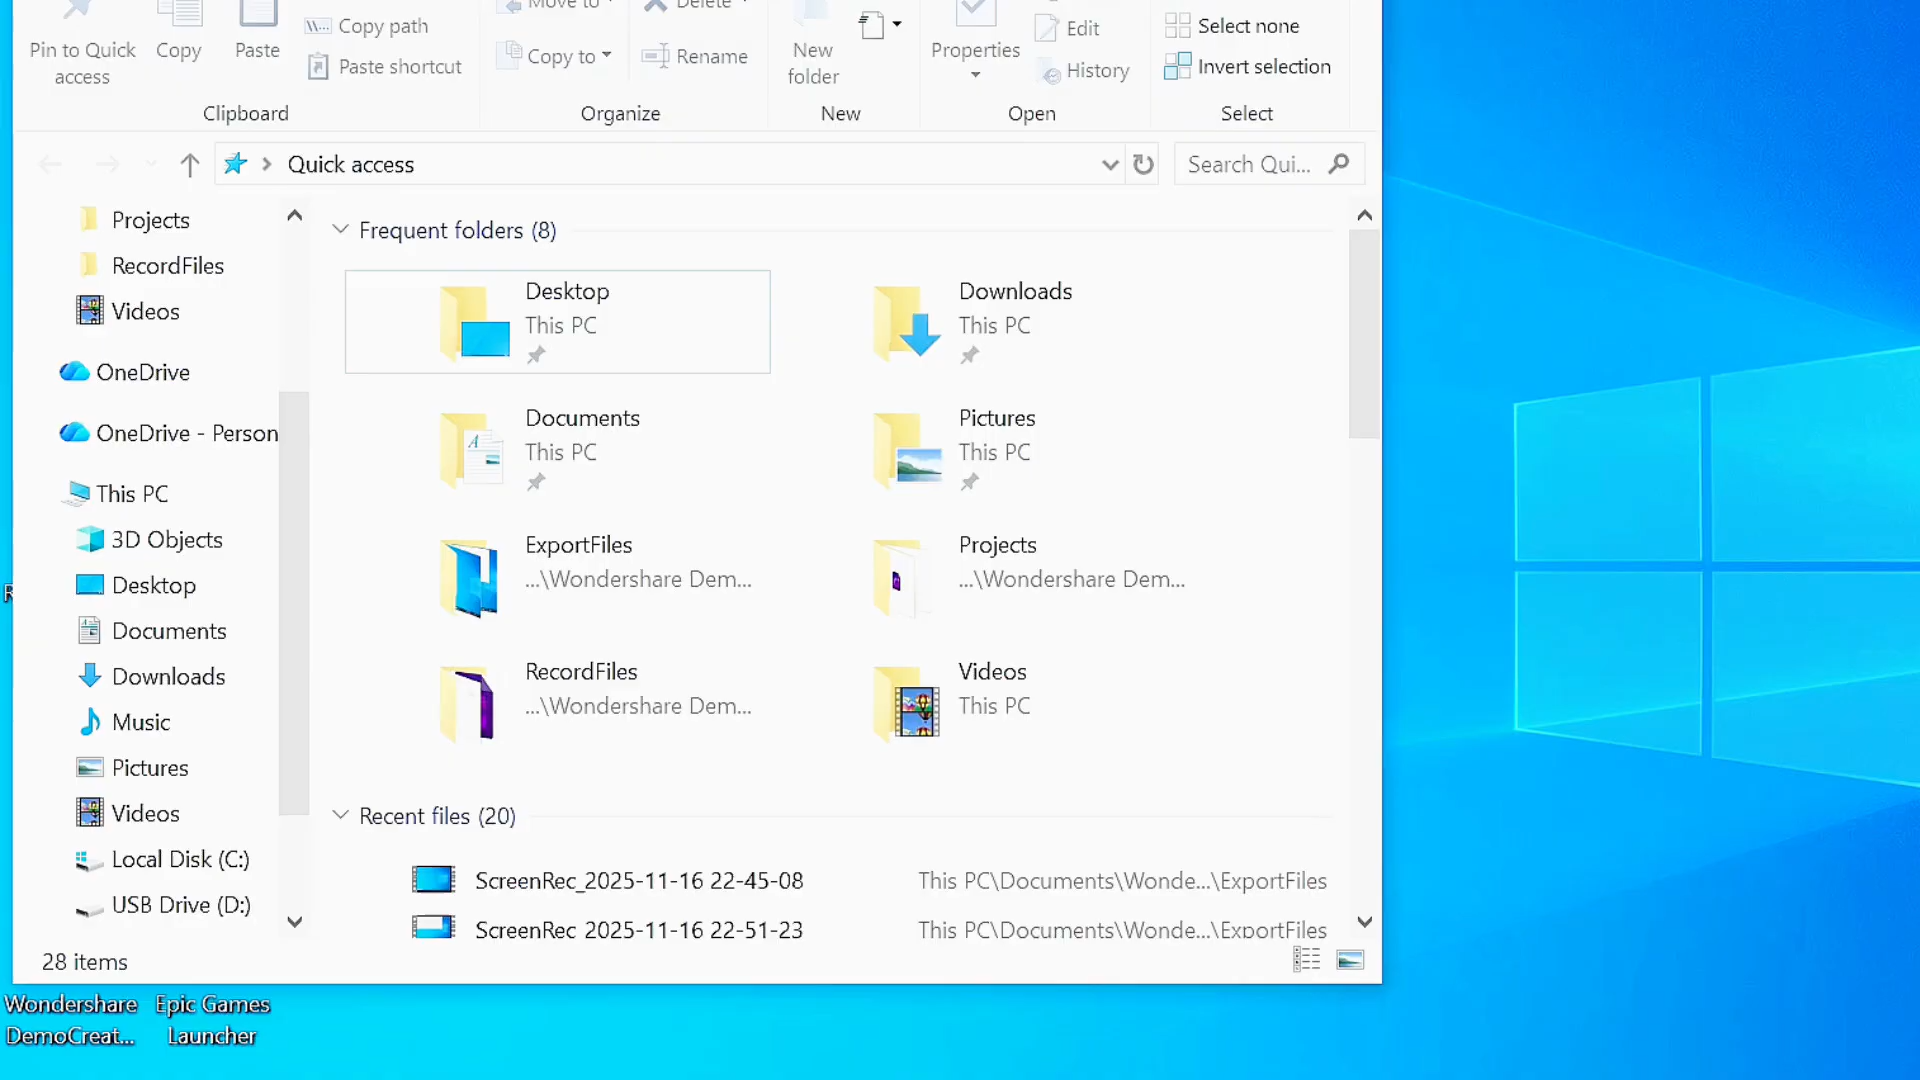 Move to
Delete
Pin to Quick access
Copy
Paste
Copy path
Paste shortcut
Copy to
Rename
New folder
Properties
Edit
History
Select none
Invert selection
Clipboard
Organize
New
Open
Select
Quick access
Search Qui...
Projects
RecordFiles
Videos
OneDrive
OneDrive - Person
This PC
3D Objects
Desktop
Documents
Downloads
Music
Pictures
Videos
Local Disk (C:)
USB Drive (D:)
Frequent folders (8)
Desktop
This PC
Downloads
This PC
Documents
This PC
Pictures
This PC
ExportFiles
...\Wondershare Dem...
Projects
...\Wondershare Dem...
RecordFiles
...\Wondershare Dem...
Videos
This PC
Recent files (20)
ScreenRec_2025-11-16 22-45-08
This PC\Documents\Wonde...\ExportFiles
ScreenRec_2025-11-16 22-51-23
This PC\Documents\Wonde...\ExportFiles
28 items
Wondershare
DemoCreat...
Epic Games
Launcher